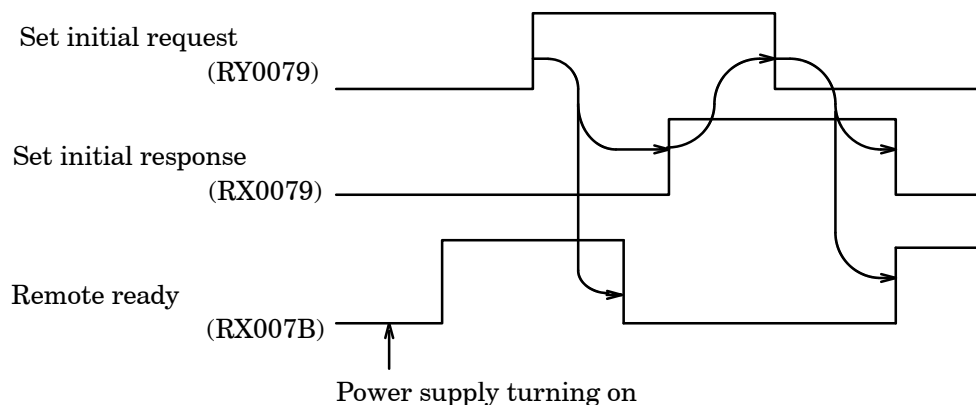 Set initial request
(RY0079)
Set initial response
(RX0079)
Remote ready
(RX007B)
Power supply turning on